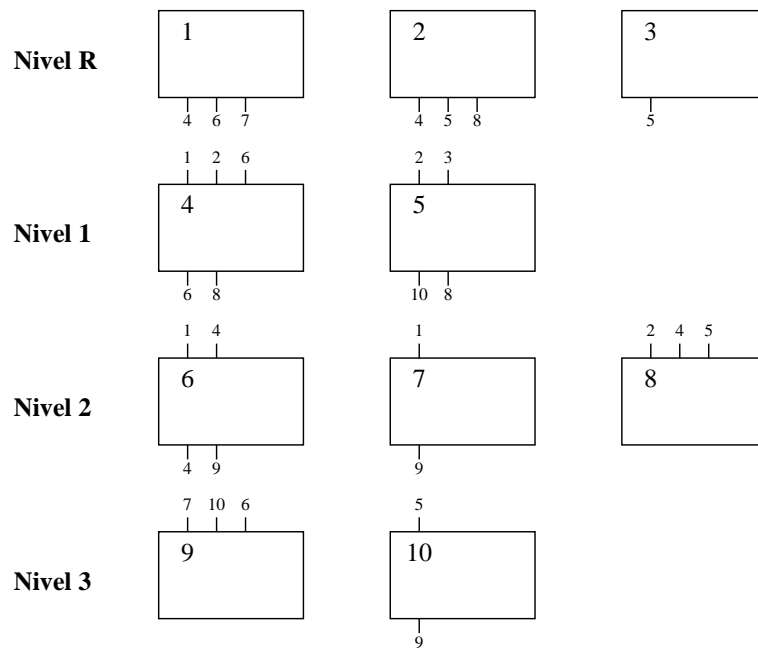 1 2 3
Nivel R
4 6 7 4 5 8 5
1 2 6 2 3
4 5
Nivel 1
6 8 10 8
1 4 1 2 4 5
6 7 8
Nivel 2
4 9 9
7 10 6 5
9 10
Nivel 3
9